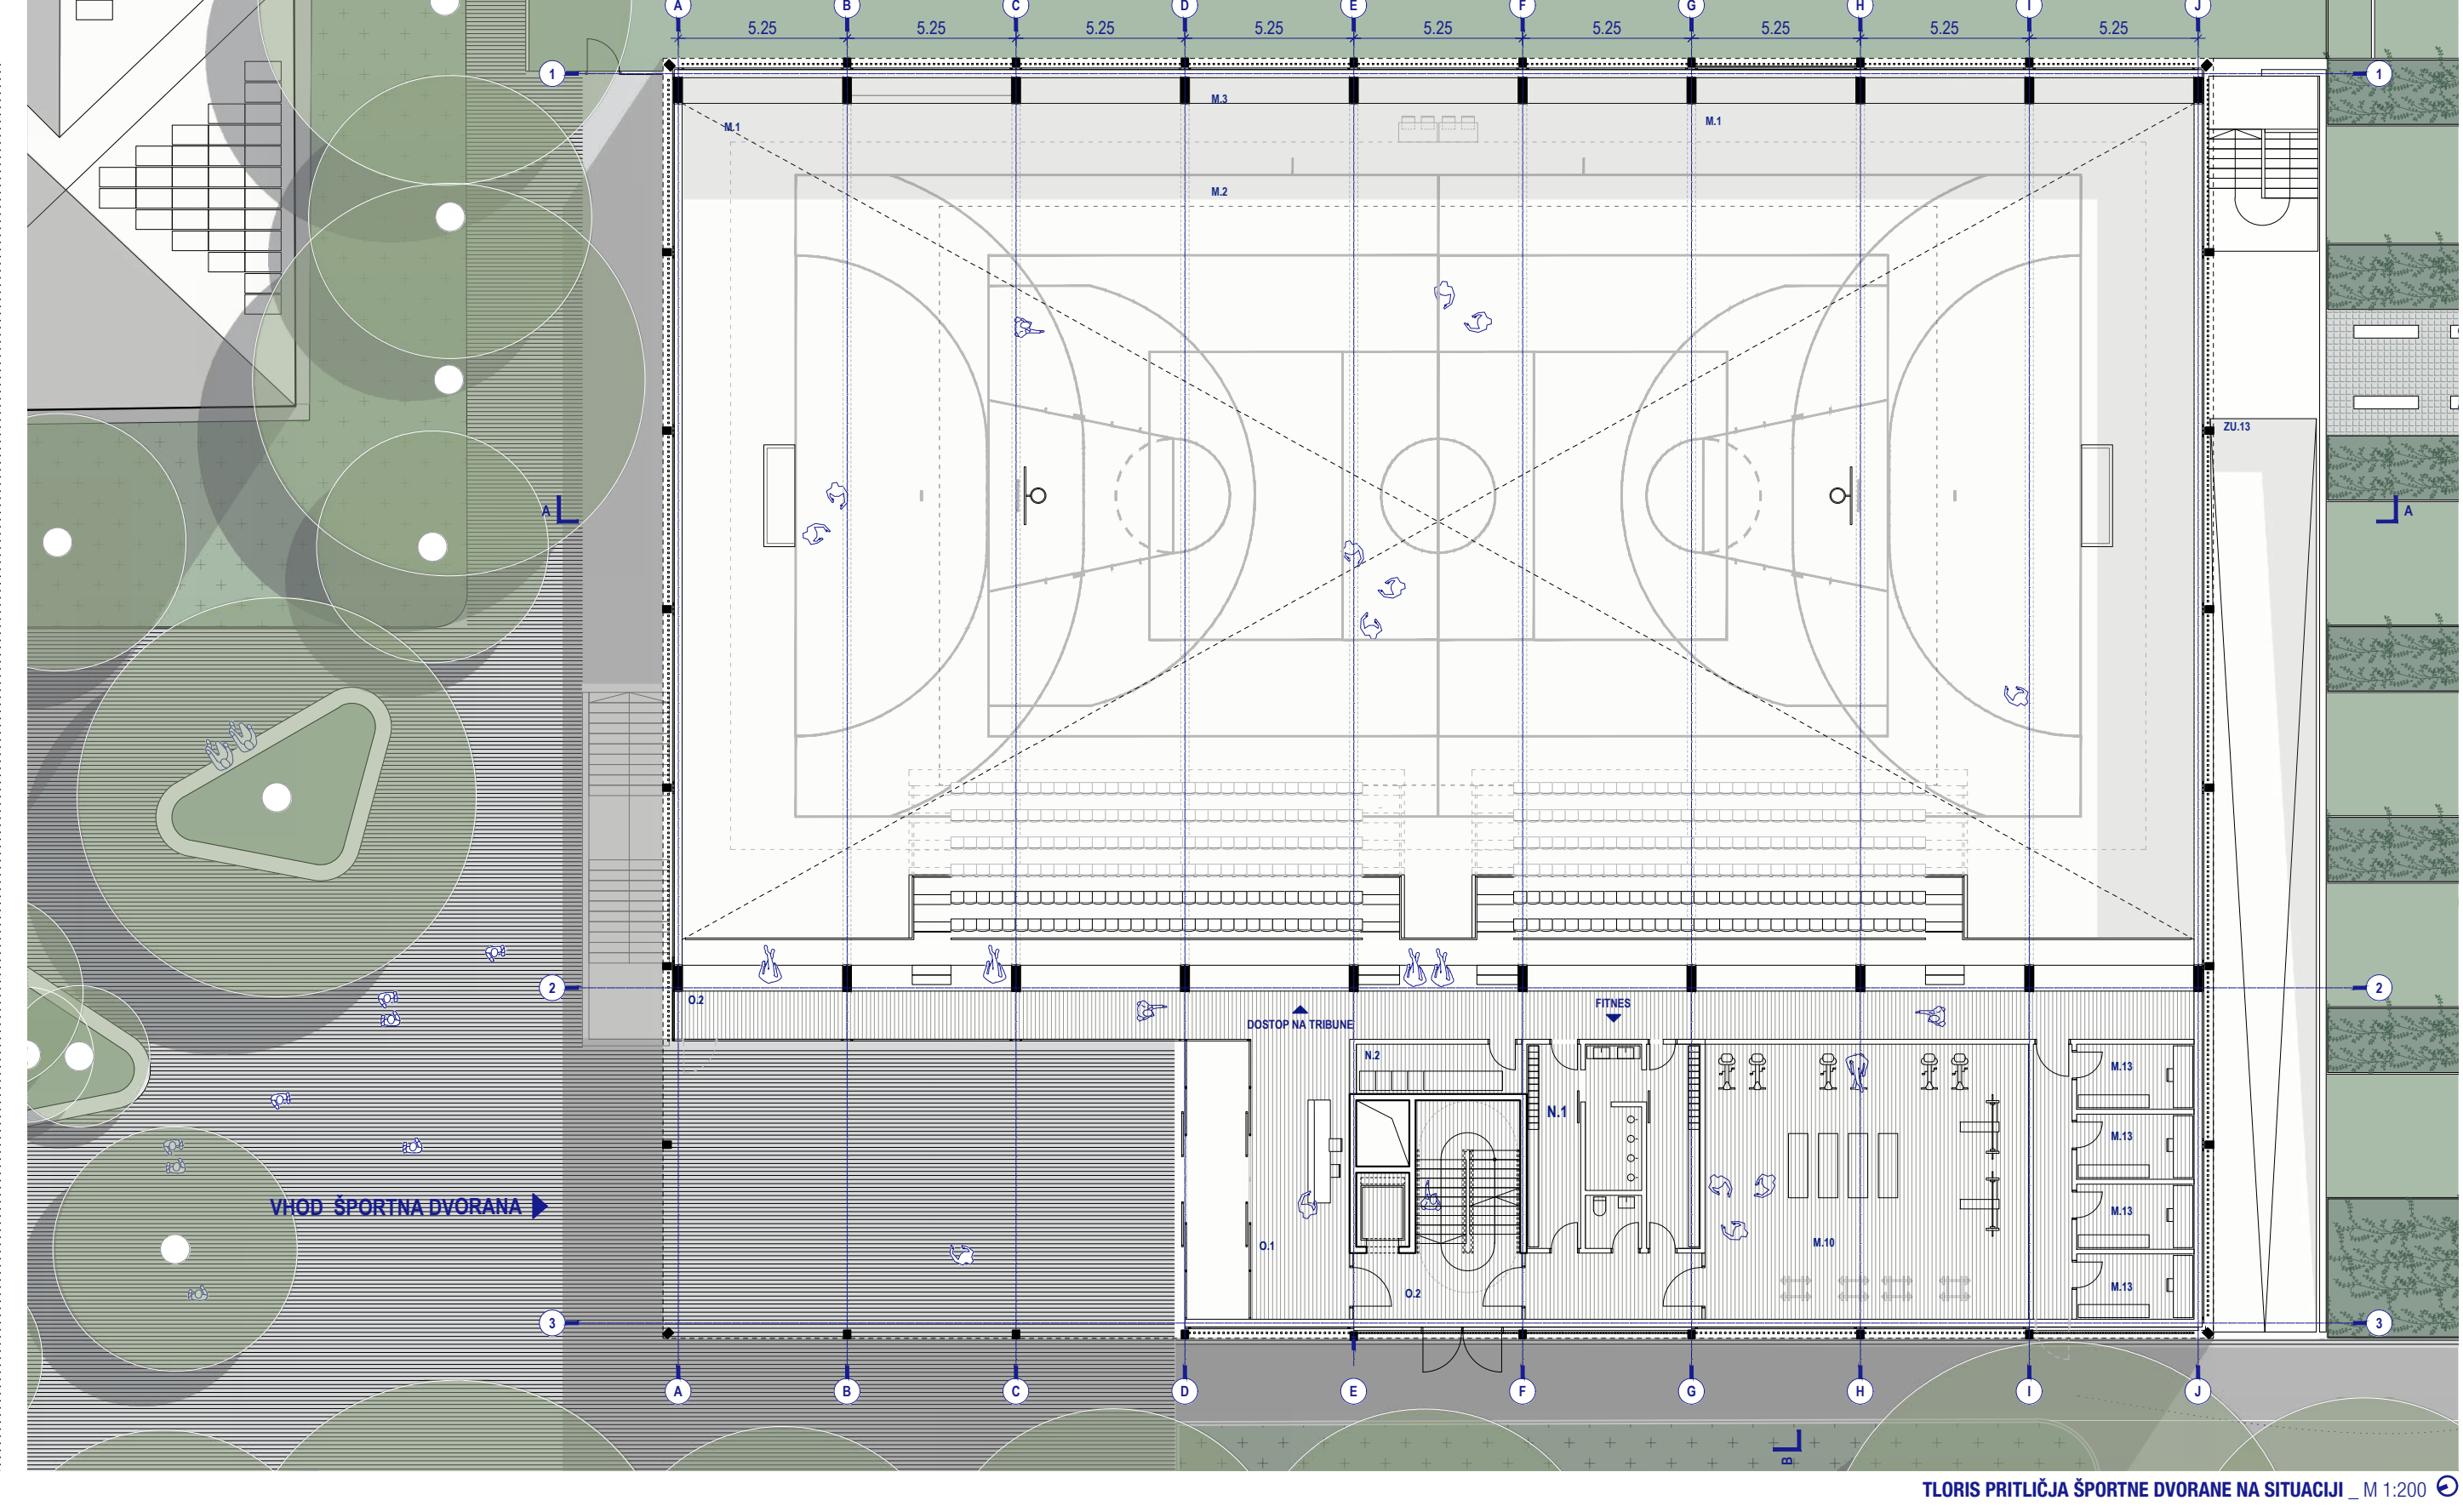 A B C D E F G H I J
5.25 5.25 5.25 5.25 5.25 5.25 5.25 5.25 5.25
1 1
M.3
M.1 M.1
M.2
ZU.13
A A
2 2
O.2
DOSTOP NA TRIBUNE
FITNES
N.2
M.13
N.1
M.13
M.13
VHOD ŠPORTNA DVORANA
O.1
M.10
M.13
O.2
3 3
A B C D E F G H I J
B
TLORIS PRITLIČJA ŠPORTNE DVORANE NA SITUACIJI _ M 1:200